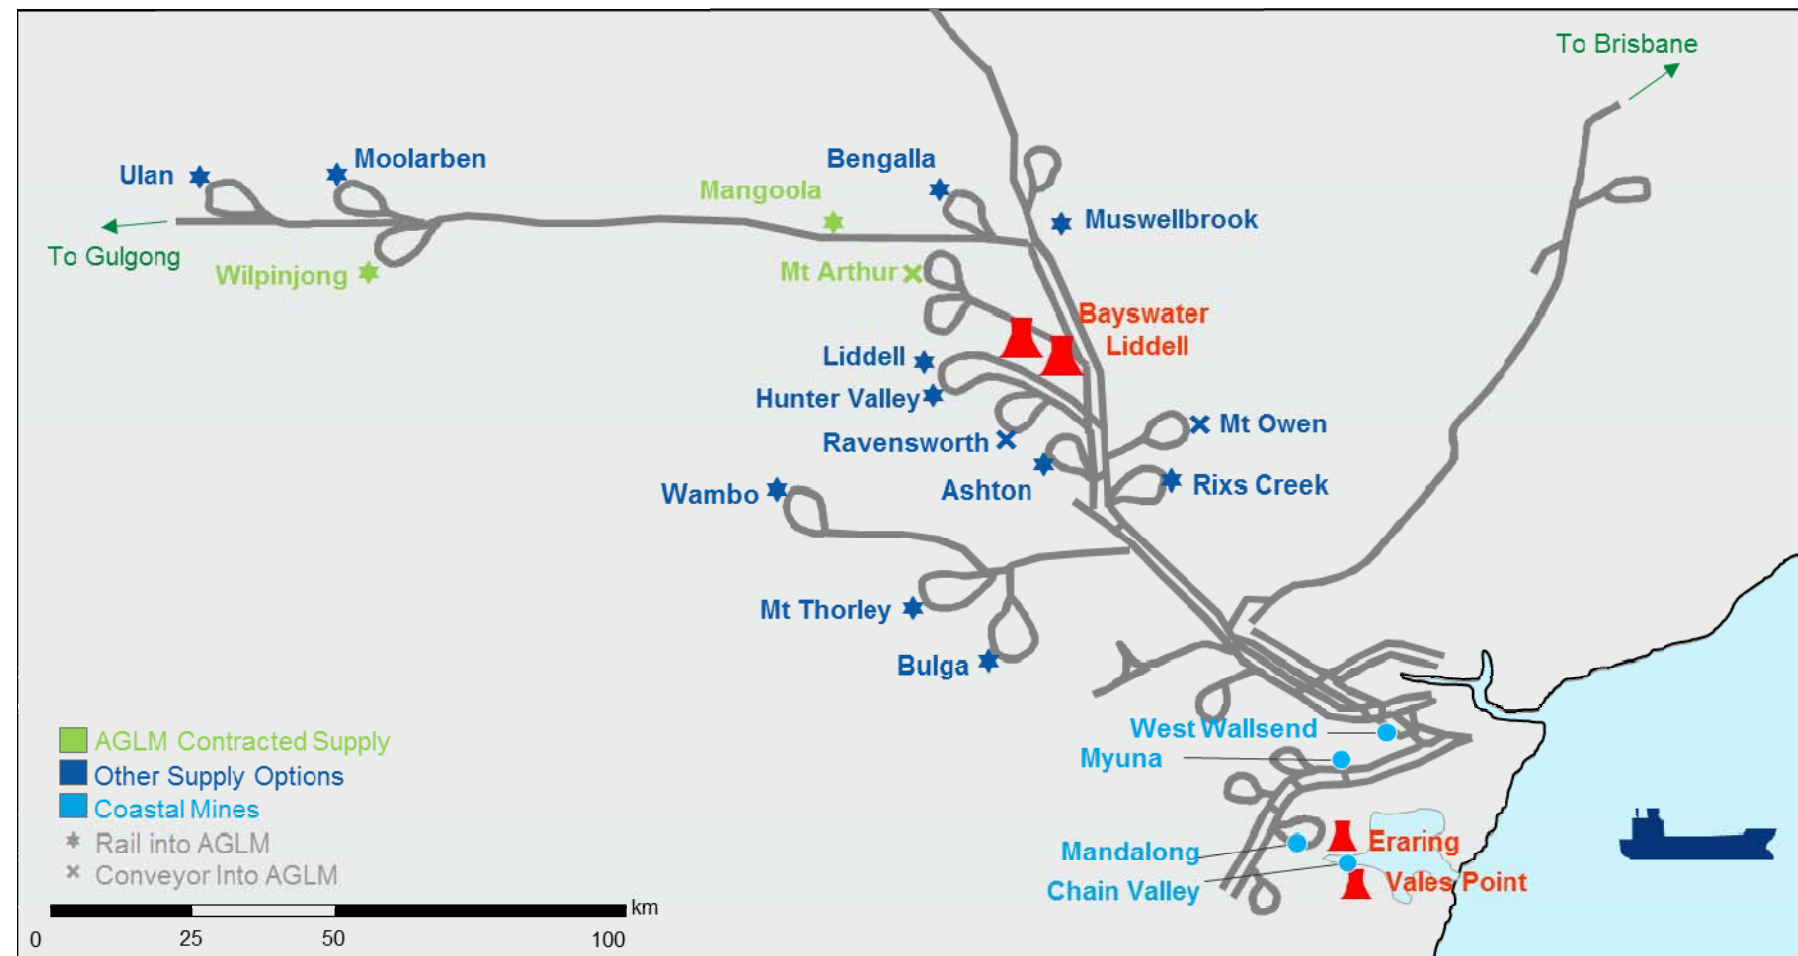 To Brisbane
Ulan
Moolarben
Bengalla
Mangoola
Muswellbrook
To Gulgong
Wilpinjong
Mt Arthur
Bayswater
Liddell
Liddell
Hunter Valley
Ravensworth
Mt Owen
Ashton
Rixs Creek
Wambo
Mt Thorley
Bulga
West Wallsend
Myuna
Mandalong
Chain Valley
Eraring
Vales Point
AGLM Contracted Supply
Other Supply Options
Coastal Mines
Rail into AGLM
Conveyor Into AGLM
km
0 25 50 100